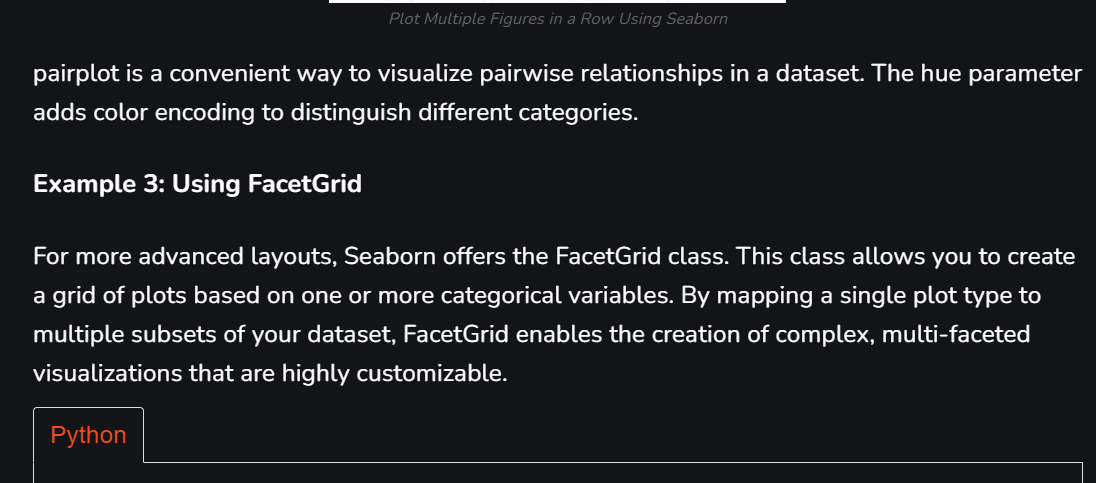 Plot Multiple Figures in a Row Using Seaborn
pairplot is a convenient way to visualize pairwise relationships in a dataset. The hue parameter
adds color encoding to distinguish different categories.
Example 3: Using FacetGrid
For more advanced layouts, Seaborn offers the FacetGrid class. This class allows you to create
a grid of plots based on one or more categorical variables. By mapping a single plot type to
multiple subsets of your dataset, FacetGrid enables the creation of complex, multi-faceted
visualizations that are highly customizable.
Python